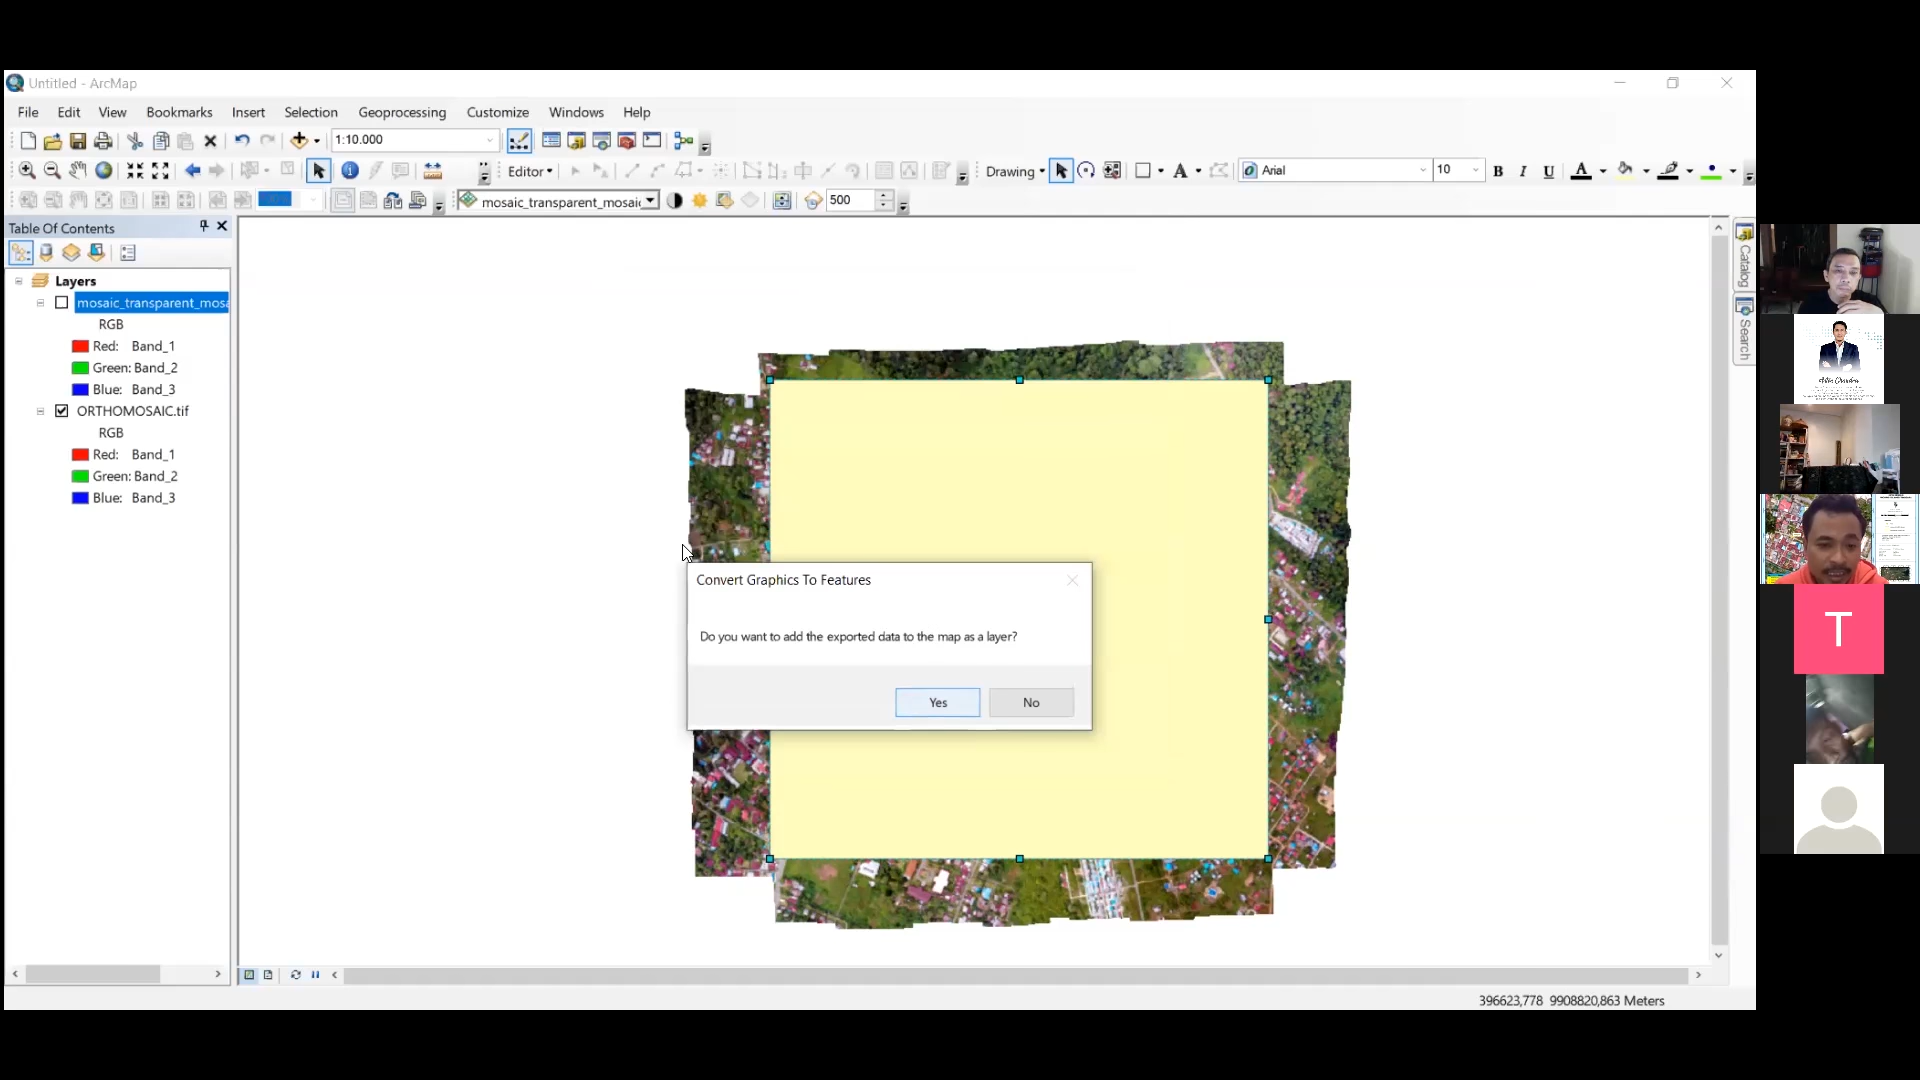 Untitled - ArcMap
File Edit View Bookmarks Insert Selection Geoprocessing Customize Windows Help
1:10.000
Editor
Drawing
A
Arial
10
B I U A
mosaic_transparent_mosaic
500
Table Of Contents
Layers
mosaic_transparent_mosa
RGB
Red: Band_1
Green: Band_2
Blue: Band_3
ORTHOMOSAIC.tif
RGB
Red: Band_1
Green: Band_2
Blue: Band_3
Convert Graphics To Features
Do you want to add the exported data to the map as a layer?
Yes
No
Catalog
Search
T
396623,778 9908820,863 Meters